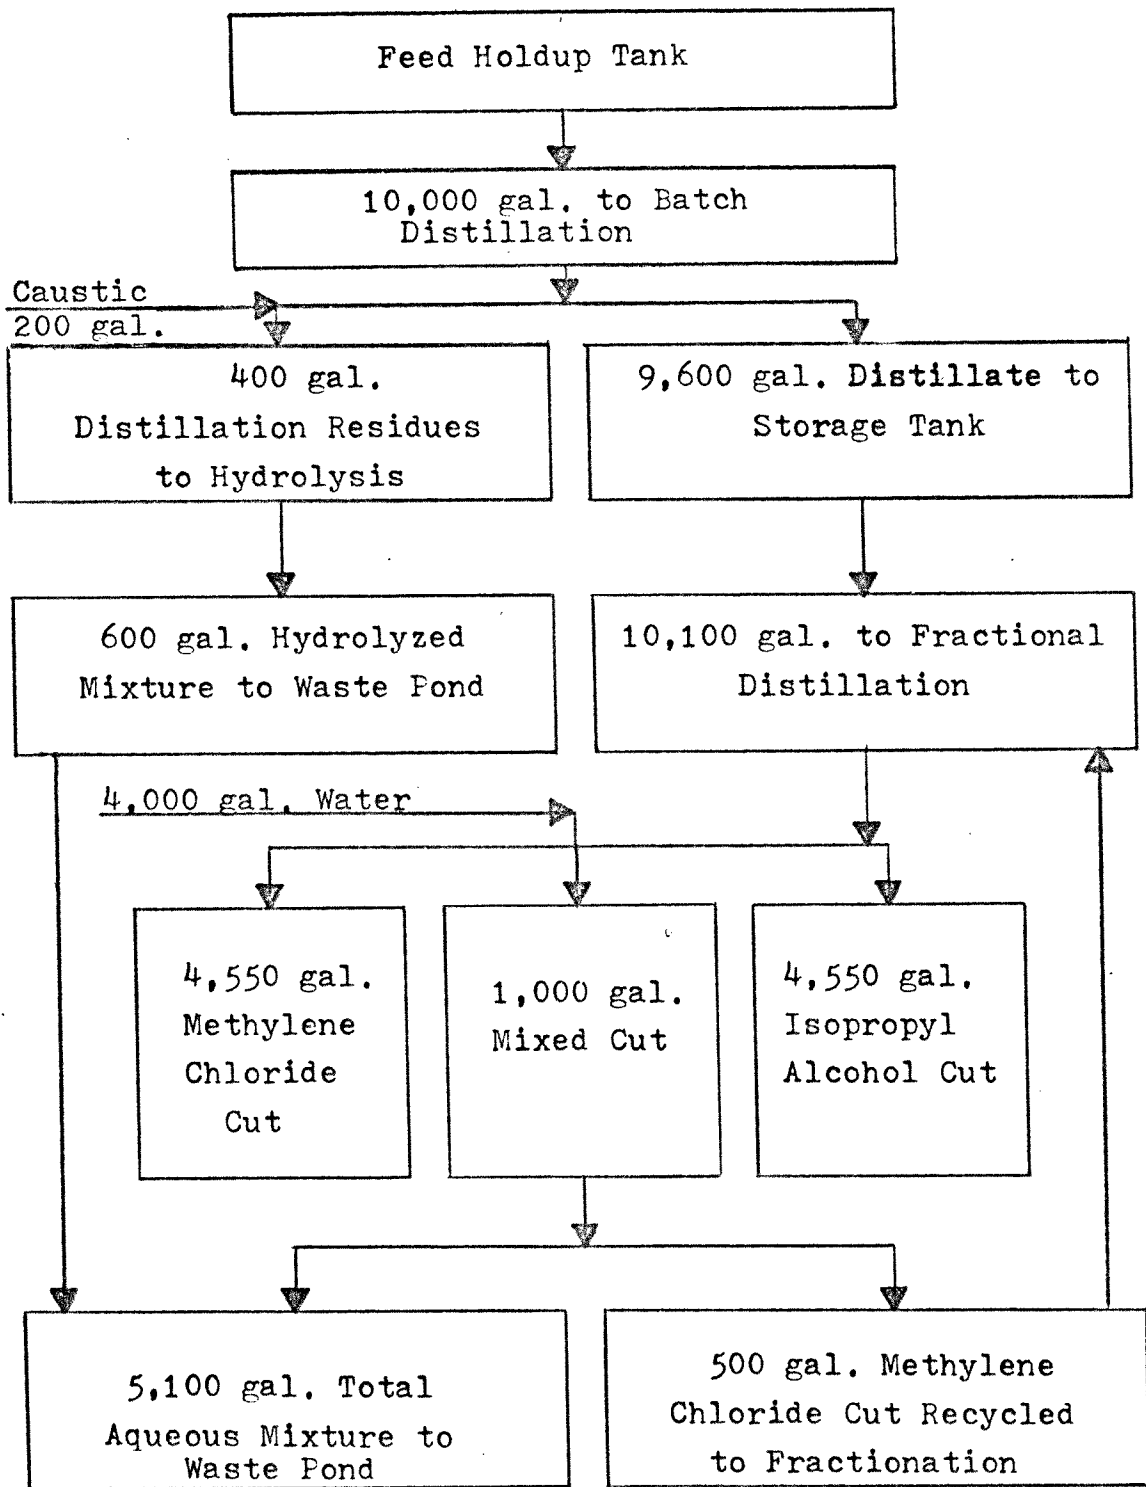 Feed Holdup Tank
10,000 gal. to Batch
Distillation
Caustic
200 gal.
400 gal.
Distillation Residues
to Hydrolysis
9,600 gal. Distillate to
Storage Tank
600 gal. Hydrolyzed
Mixture to Waste Pond
10,100 gal. to Fractional
Distillation
4,000 gal. Water
4,550 gal.
Methylene
Chloride
Cut
1,000 gal.
Mixed Cut
4,550 gal.
Isopropyl
Alcohol Cut
5,100 gal. Total
Aqueous Mixture to
Waste Pond
500 gal. Methylene
Chloride Cut Recycled
to Fractionation